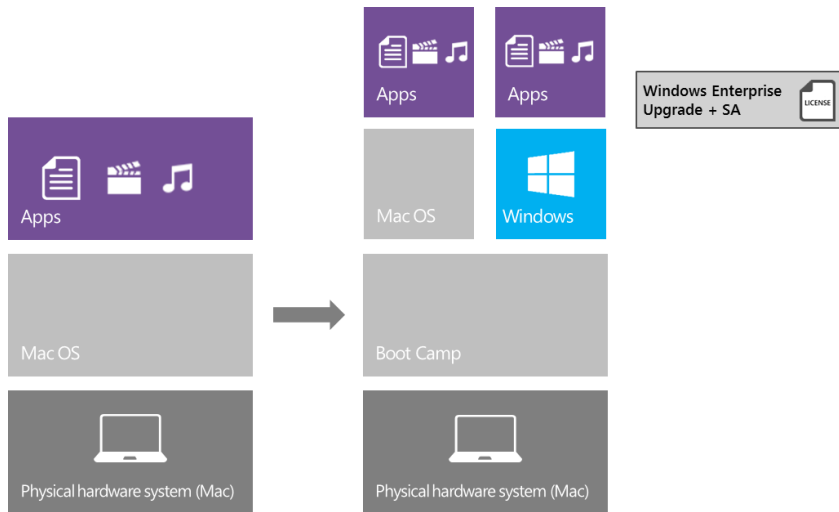 Apps
Mac OS
Physical hardware system (Mac)
Apps
Apps
Mac OS
Windows
Boot Camp
Physical hardware system (Mac)
Windows Enterprise
Upgrade + SA
LICENSE